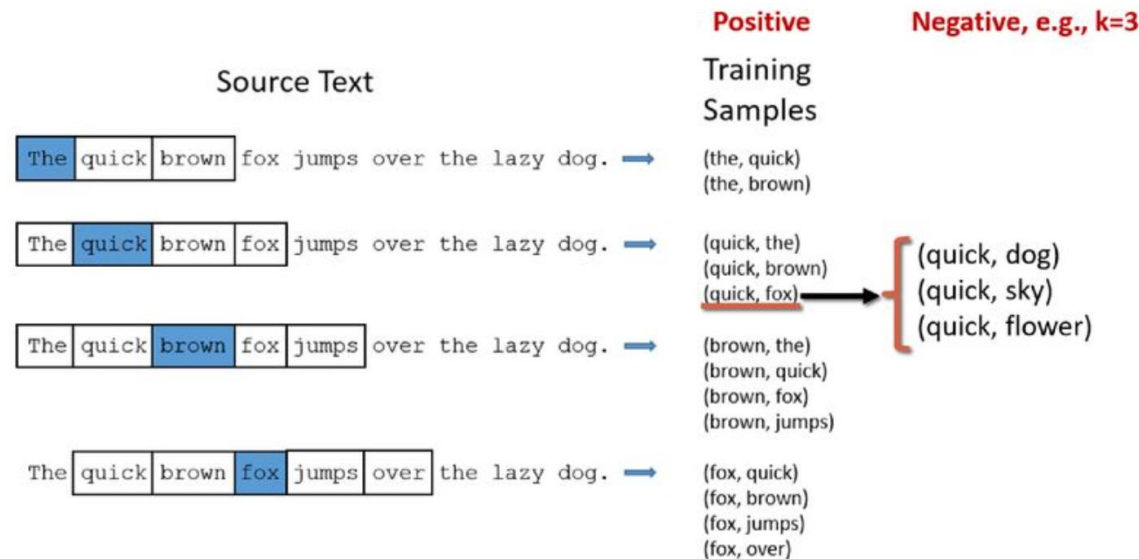 Positive
Negative, e.g., k=3
Source Text
Training
Samples
The quick brown fox jumps over the lazy dog.
(the, quick)
(the, brown)
The quick brown fox jumps over the lazy dog.
(quick, the)
(quick, brown)
(quick, fox)
(quick, dog)
(quick, sky)
(quick, flower)
The quick brown fox jumps over the lazy dog.
(brown, the)
(brown, quick)
(brown, fox)
(brown, jumps)
The quick brown fox jumps over the lazy dog.
(fox, quick)
(fox, brown)
(fox, jumps)
(fox, over)